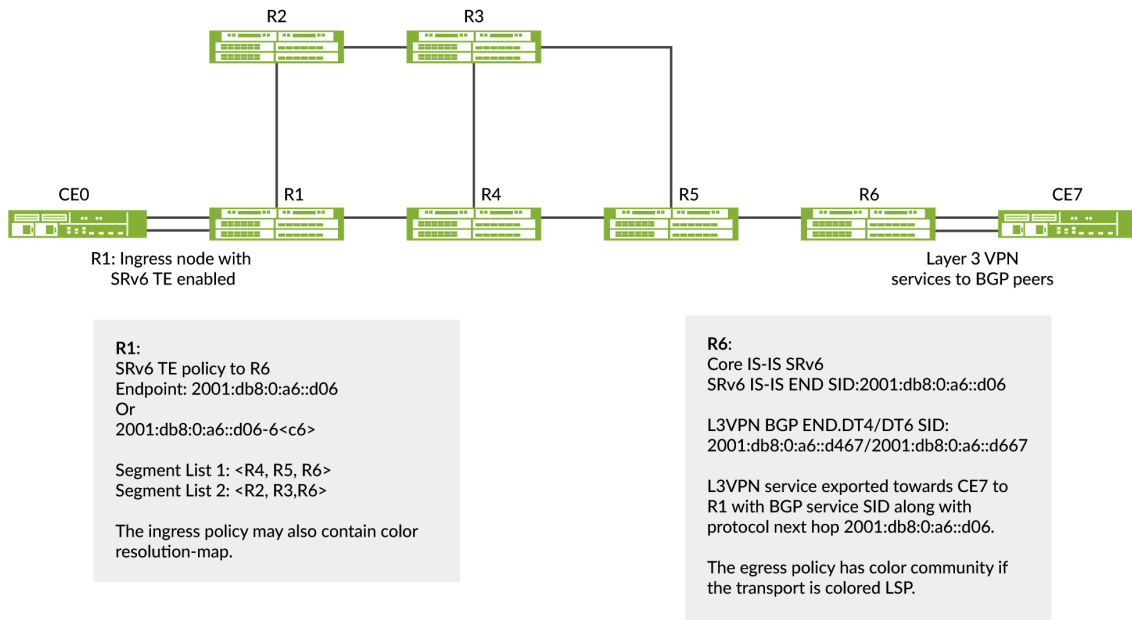 R2
R3
CE0
R1
R4
R5
R6
CE7
R1: Ingress node with
SRv6 TE enabled
Layer 3 VPN
services to BGP peers
R1:
SRv6 TE policy to R6
Endpoint: 2001:db8:0:a6::d06
Or
2001:db8:0:a6::d06-6<c6>
Segment List 1: <R4, R5, R6>
Segment List 2: <R2, R3,R6>
The ingress policy may also contain color
resolution-map.
R6:
Core IS-IS SRv6
SRv6 IS-IS END SID:2001:db8:0:a6::d06
L3VPN BGP END.DT4/DT6 SID:
2001:db8:0:a6::d467/2001:db8:0:a6::d667
L3VPN service exported towards CE7 to
R1 with BGP service SID along with
protocol next hop 2001:db8:0:a6::d06.
The egress policy has color community if
the transport is colored LSP.